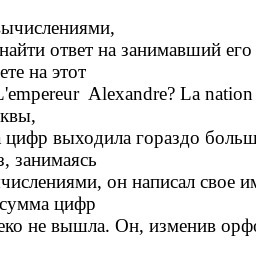 вычислениями,
найти ответ на занимавший его
ете на этот
L'empereur Alexandre? La nation
квы,
цифр выходила гораздо больш
з, занимаясь
числениями, он написал свое им
сумма цифр
еко не вышла. Он, изменив орфо